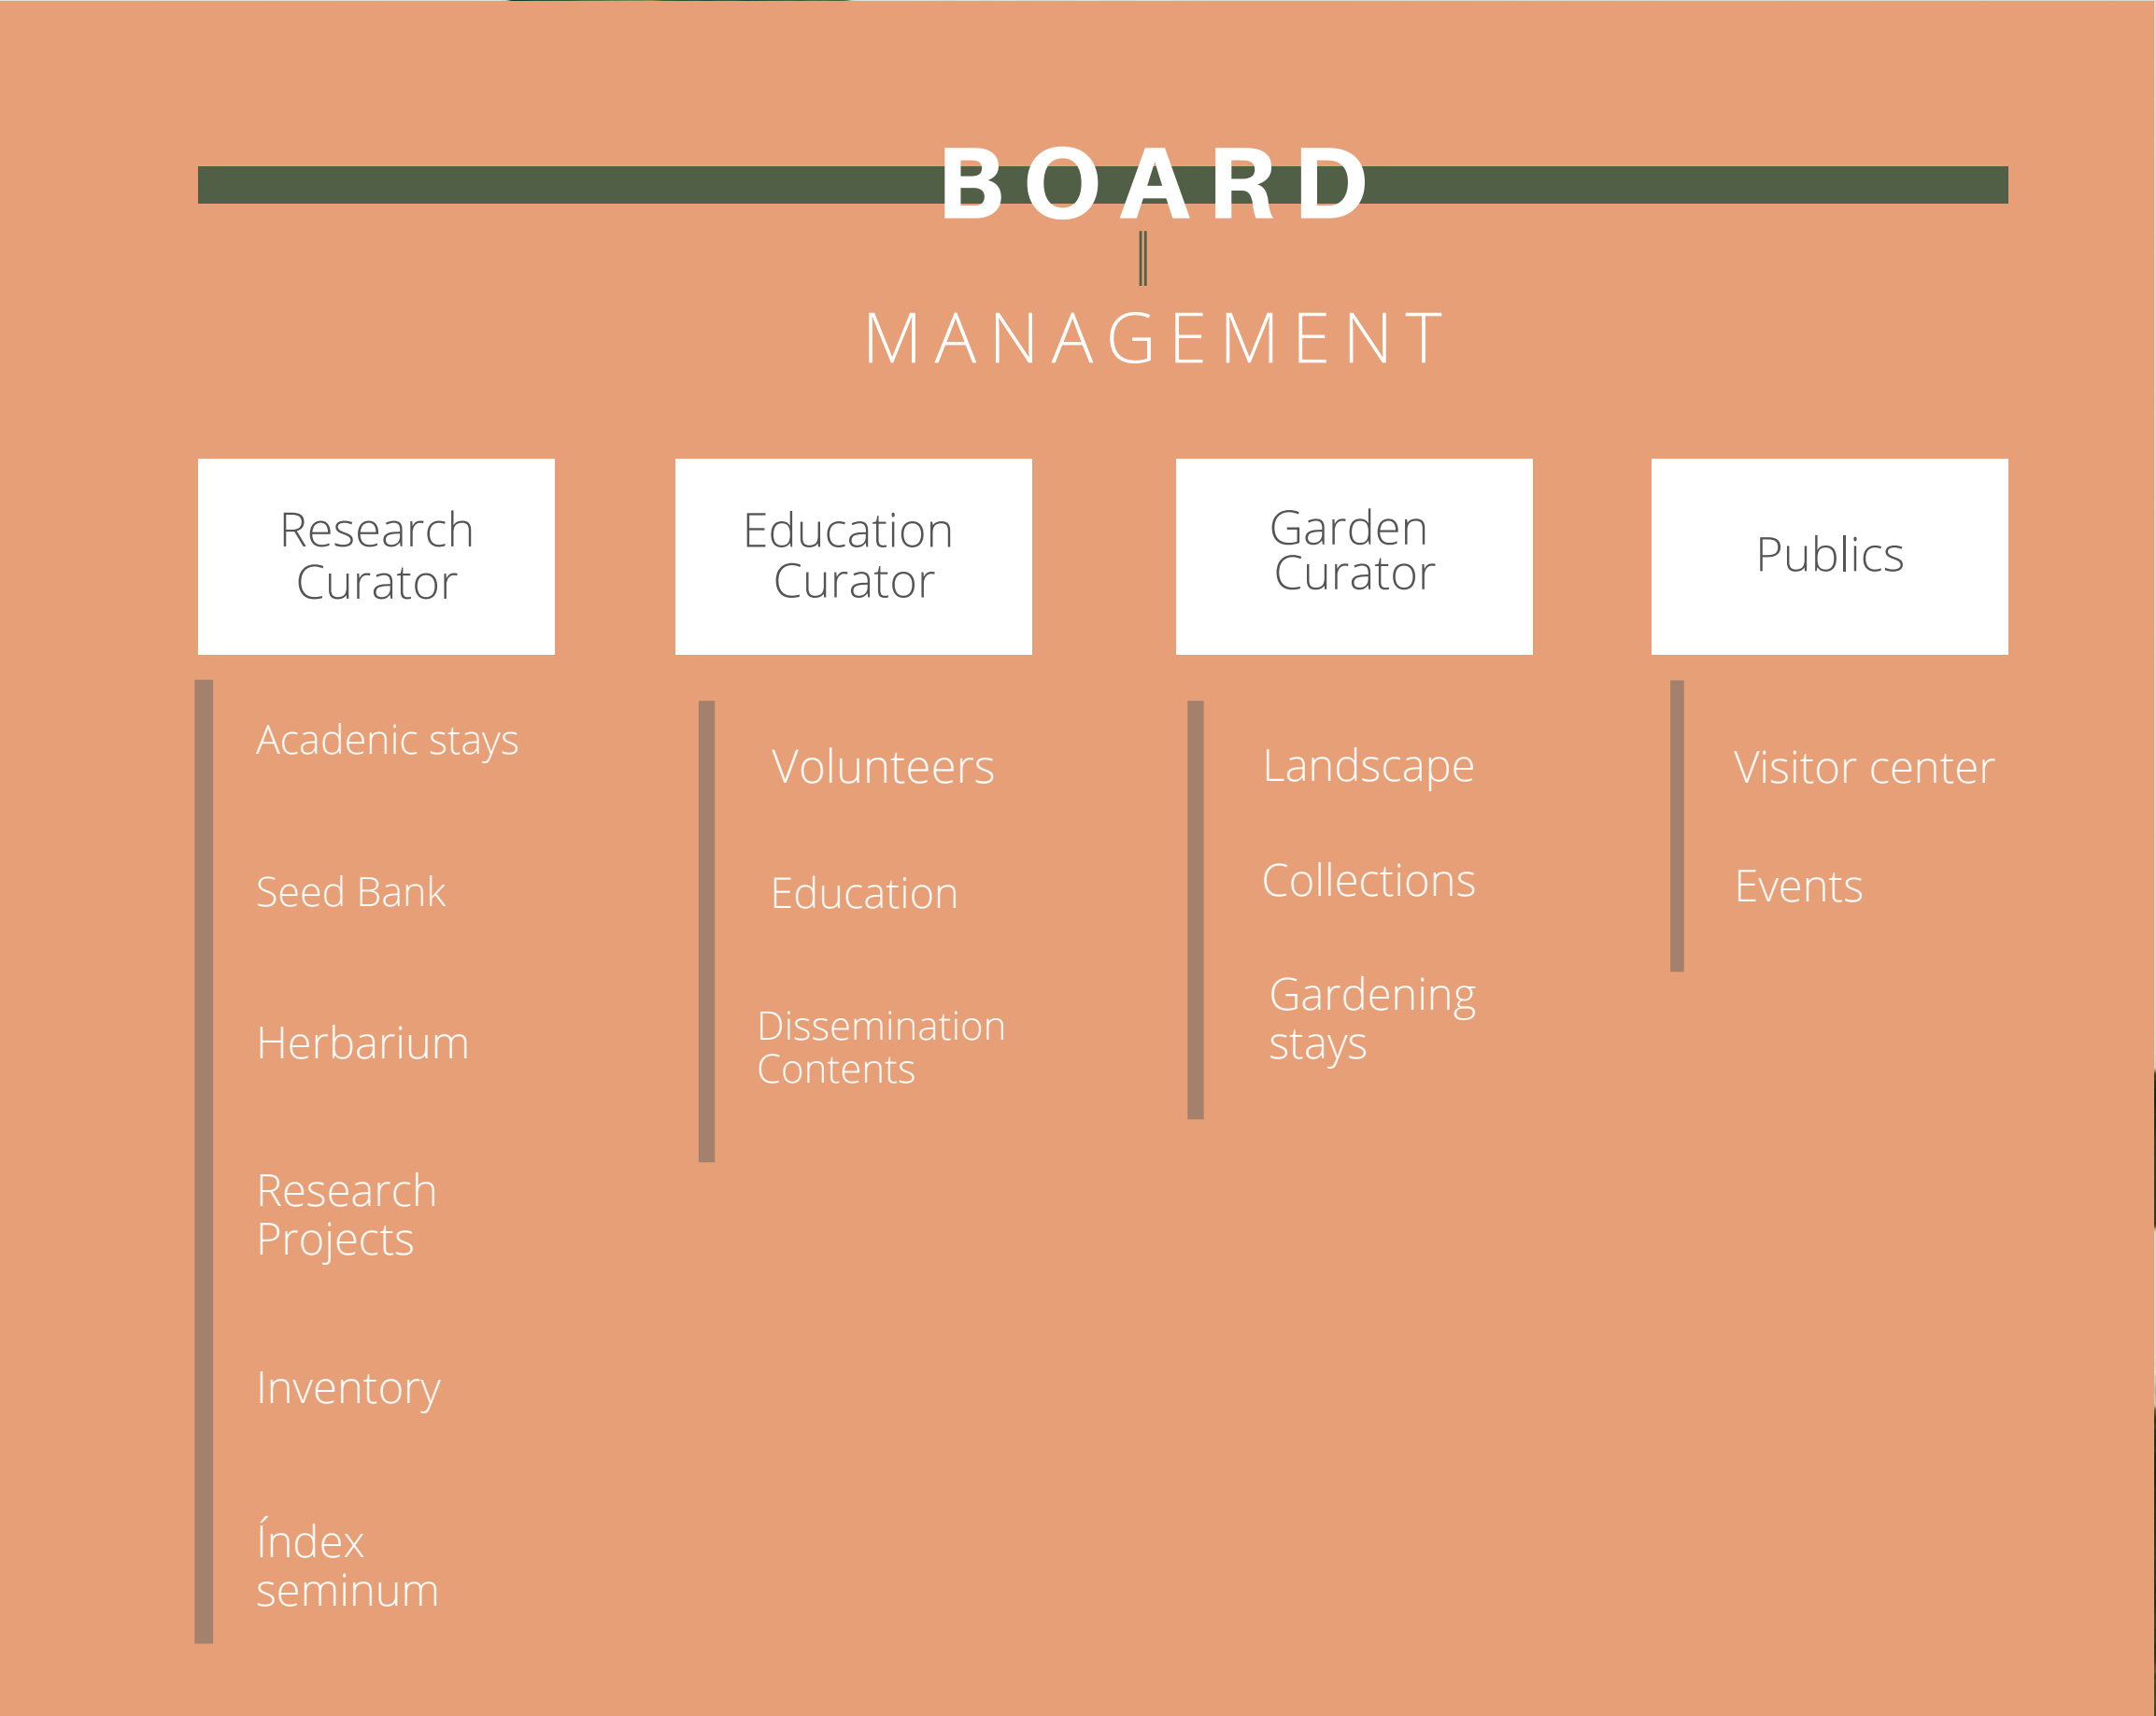 BOARD
MANAGEMENT
Research
Curator
Acadenic stays
Seed Bank
Herbarium
Research
Projects
Inventory
Índex
seminum
Education
Curator
Volunteers
Education
Dissemination
Contents
Garden
Curator
Landscape
Collections
Gardening
stays
Publics
Visitor center
Events